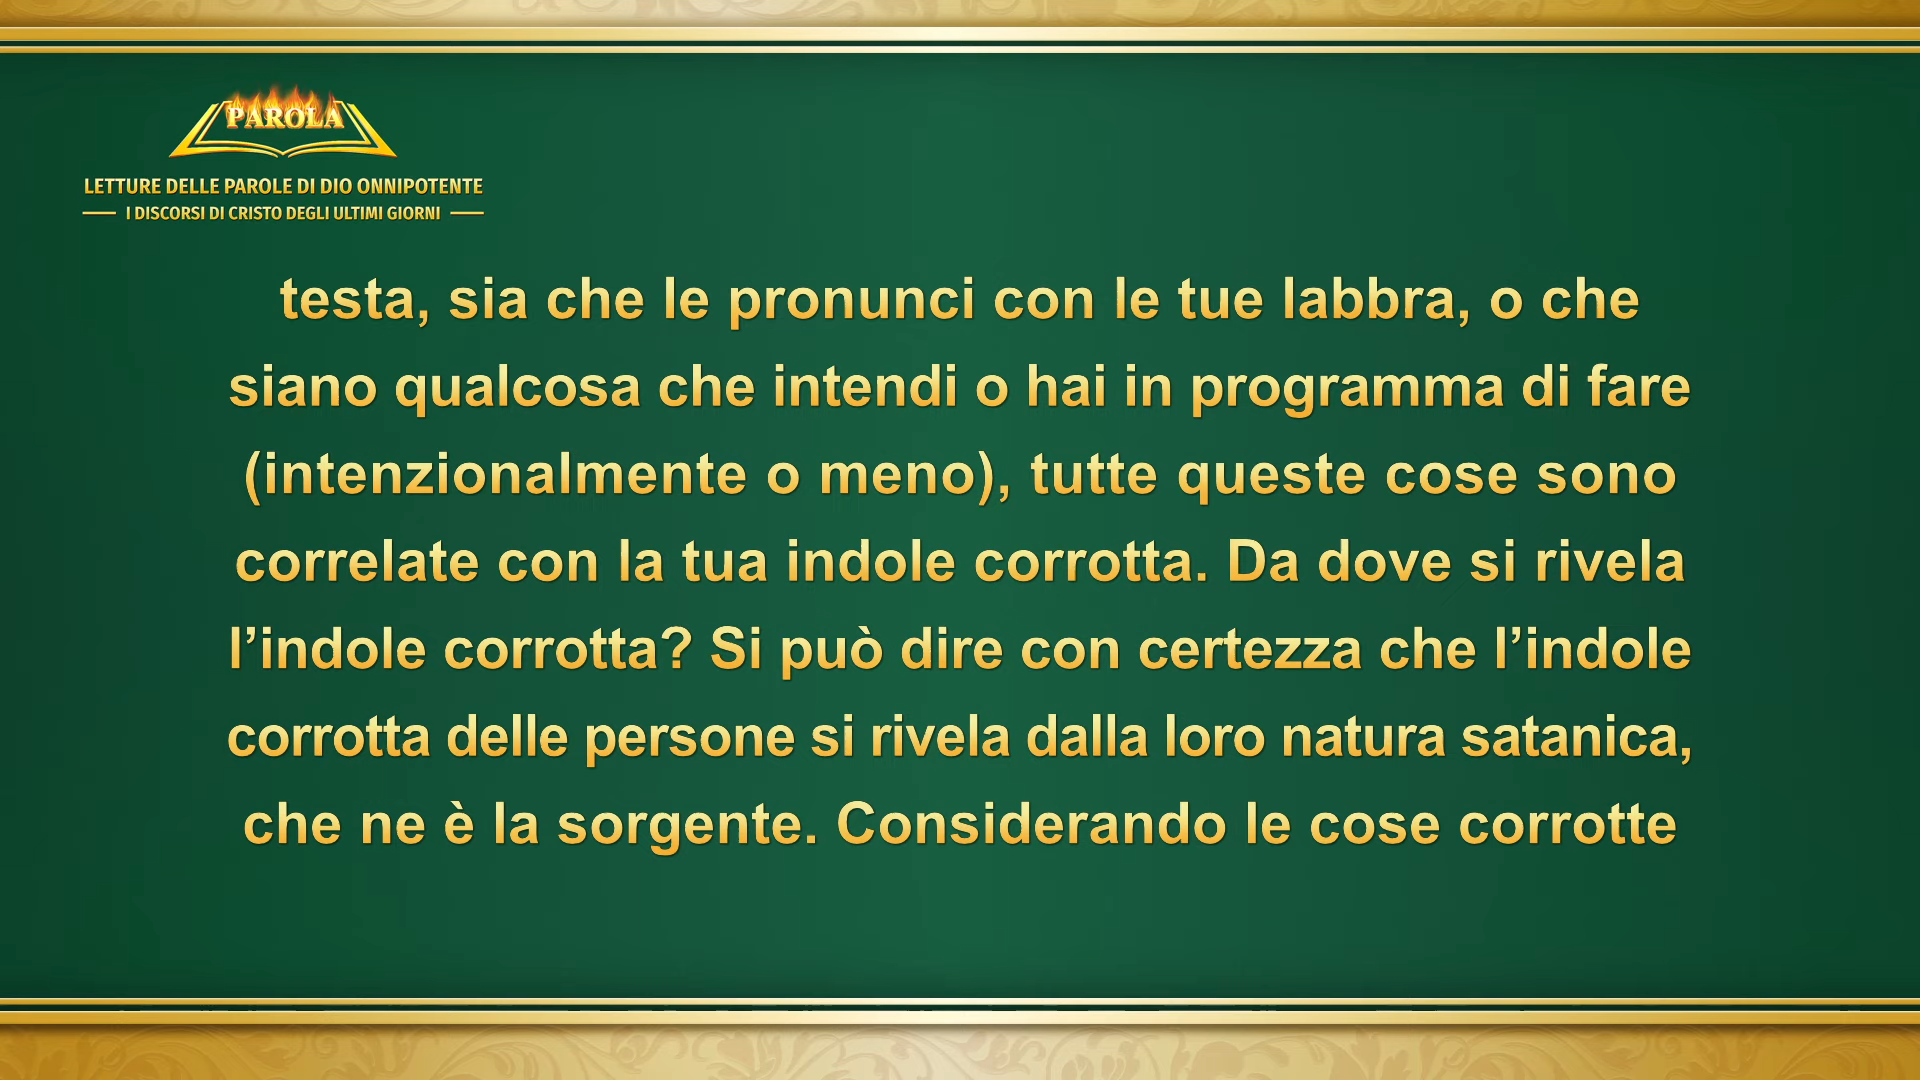 PAROLA
LETTURE DELLE PAROLE DI DIO ONNIPOTENTE
I DISCORSI DI CRISTO DEGLI ULTIMI GIORNI
testa, sia che le pronunci con le tue labbra, o che
siano qualcosa che intendi o hai in programma di fare
(intenzionalmente o meno), tutte queste cose sono
correlate con la tua indole corrotta. Da dove si rivela
l’indole corrotta? Si può dire con certezza che l’indole
corrotta delle persone si rivela dalla loro natura satanica,
che ne è la sorgente. Considerando le cose corrotte